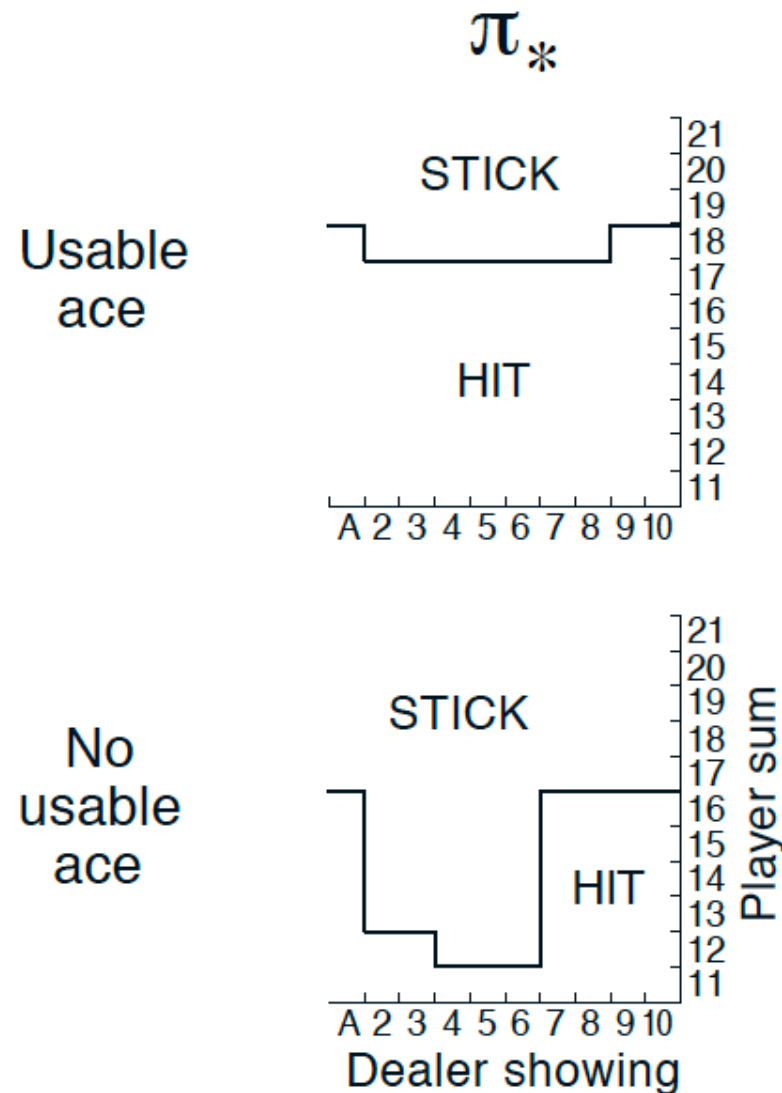 π*
21
20
STICK
19
18
Usable
ace
17
16
15
HIT
14
13
12
11
A 2 3 4 5 6 7 8 9 10
21
20
STICK
19
18
No
usable
ace
17
16
15
HIT
14
13
12
11
Player sum
A 2 3 4 5 6 7 8 9 10
Dealer showing